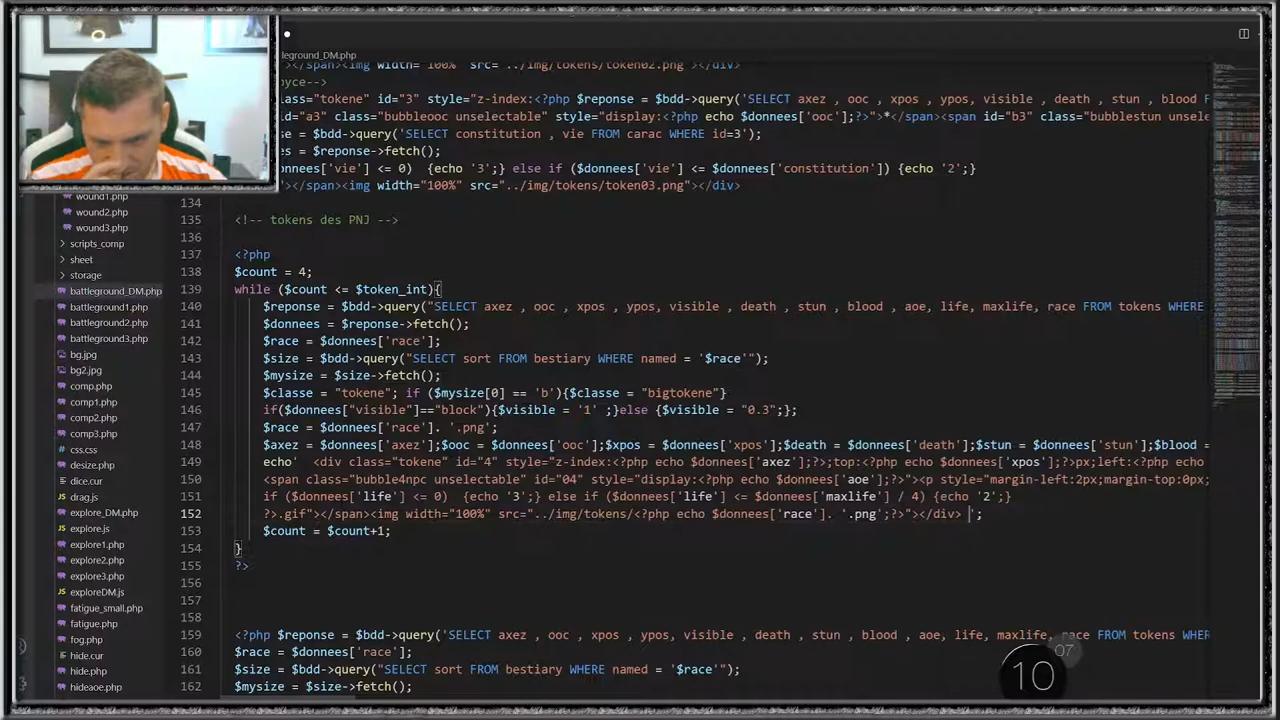 leground_DM.php
"></span><img width="100%" src="../img/tokens/token02.png"></div>
oyce-->
class="tokene" id="3" style="z-index:<?php $reponse = $bdd->query('SELECT axez , ooc , xpos , ypos, visible , death , stun , blood
id="a3" class="bubbleooc unselectable" style="display:<?php echo $donnees['ooc'];?>">*</span><span id="b3" class="bubblestun unsele
se = $bdd->query('SELECT constitution , vie FROM carac WHERE id=3');
es = $reponse->fetch();
$donnees['vie'] <= 0) {echo '3';} else if ($donnees['vie'] <= $donnees['constitution']) {echo
"></span><img width="100%" src="../img/tokens/token03.png"></div>
134
135 <!-- tokens des PNJ -->
136
137 <?php
138 $count = 4;
139 while ($count <= $token_int){
140 $reponse = $bdd->query("SELECT axez , ooc , xpos , ypos, visible , death , stun , blood , aoe, life, maxlife, race FROM tokens WHERE
141 $donnees = $reponse->fetch();
142 $race = $donnees['race'];
143 $size = $bdd->query("SELECT sort FROM bestiary WHERE named = '$race'");
144 $mysize = $size->fetch();
145 $classe = "tokene"; if ($mysize[0] ){$classe = "bigtokene"}
146 if($donnees["visible"]=="block"){$visible = '1' ;}else {$visible = "0.3";};
147 $race = $donnees['race']. '.png';
148 $axez = $donnees['axez'];$ooc = $donnees['ooc'];$xpos = $donnees['xpos'];$death = $donnees['death'];$stun = $donnees['stun'];$blood =
149 echo' <div class="tokene" id="4" style="z-index:<?php echo $donnees['axez'];?>;top:<?php echo $donnees['xpos'];?>px;left:<?php echo
150 <span class="bubble4npc unselectable" id="04" style="display:<?php echo $donnees['aoe'];?>"><p style="margin-left:2px;margin-top:0px;
151 if ($donnees['life'] <= 0) {echo '3';} else if ($donnees['life'] <= $donnees['maxlife'] / 4) {echo '2';}
152 ?>.gif"></span><img width="100%" src="../img/tokens/<?php echo $donnees['race']. '.png';?>"></div> ';
153 $count = $count+1;
154 }
155 ?>
156
157
158
159 <?php $reponse = $bdd->query('SELECT axez , ooc , xpos , ypos, visible , death , stun , blood , aoe, life, maxlife, race FROM tokens WHER
160 $race = $donnees['race'];
161 $size = $bdd->query("SELECT sort FROM bestiary WHERE named = '$race'");
162 $mysize = $size->fetch();
wound1.php
wound2.php
wound3.php
scripts_comp
sheet
storage
battleground_DM.php
battleground1.php
battleground2.php
battleground3.php
bg.jpg
bg2.jpg
comp.php
comp1.php
comp2.php
comp3.php
css.css
desize.php
dice.cur
drag.js
explore_DM.php
explore.js
explore1.php
explore2.php
explore3.php
exploreDM.js
fatigue_small.php
fatigue.php
fog.php
hide.cur
hide.php
hideaoe.php
07
10